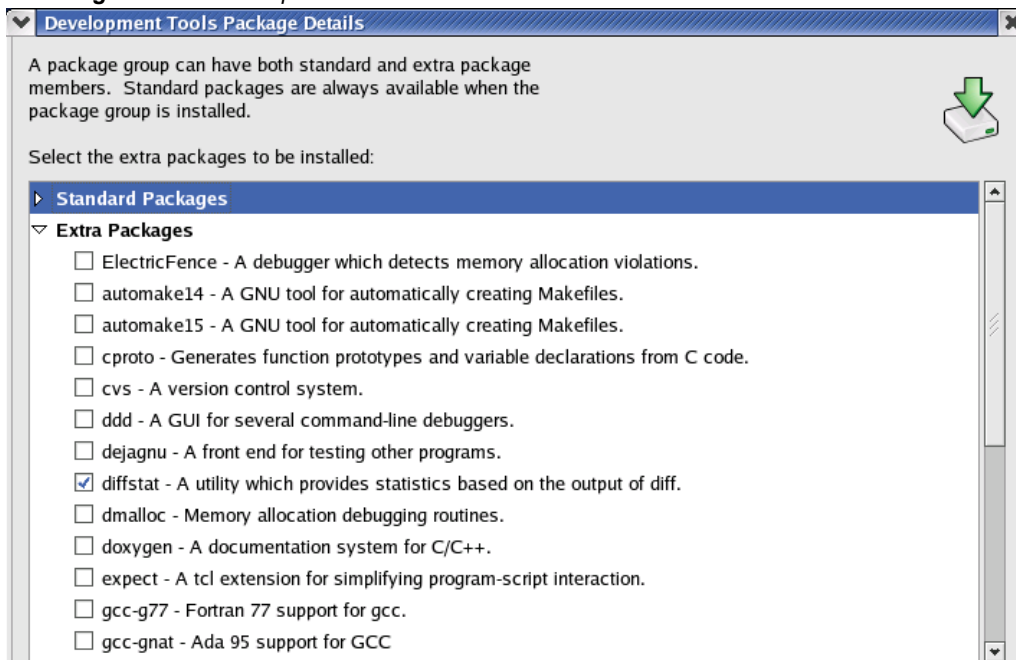 Development Tools Package Details
A package group can have both standard and extra package
members. Standard packages are always available when the
package group is installed.
Select the extra packages to be installed:
Standard Packages
Extra Packages
ElectricFence - A debugger which detects memory allocation violations.
automake14 - A GNU tool for automatically creating Makefiles.
automake15 - A GNU tool for automatically creating Makefiles.
cproto - Generates function prototypes and variable declarations from C code.
cvs - A version control system.
ddd - A GUI for several command-line debuggers.
dejagnu - A front end for testing other programs.
diffstat - A utility which provides statistics based on the output of diff.
dmalloc - Memory allocation debugging routines.
doxygen - A documentation system for C/C++.
expect - A tcl extension for simplifying program-script interaction.
gcc-g77 - Fortran 77 support for gcc.
gcc-gnat - Ada 95 support for GCC